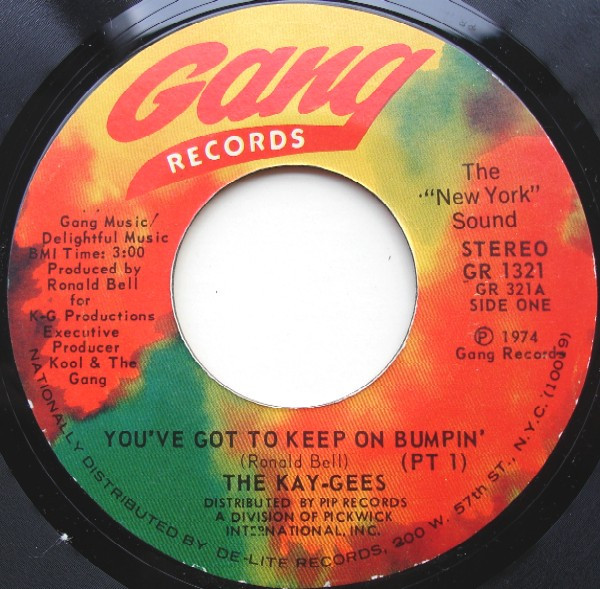 Gang
RECORDS
The
"New York"
Sound
STEREO
GR 1321
GR 321A
SIDE ONE
℗ 1974
Gang Records
Gang Music/
Delightful Music
BMI Time: 3:00
Produced by
Ronald Bell
for
K-G Productions
Executive
Producer
Kool & The
Gang
YOU'VE GOT TO KEEP ON BUMPIN'
(Ronald Bell) (PT 1)
THE KAY-GEES
DISTRIBUTED BY PIP RECORDS
A DIVISION OF PICKWICK
INTERNATIONAL, INC.
NATIONALLY DISTRIBUTED BY DE-LITE RECORDS, 200 W. 57th ST., N.Y.C. (10019)